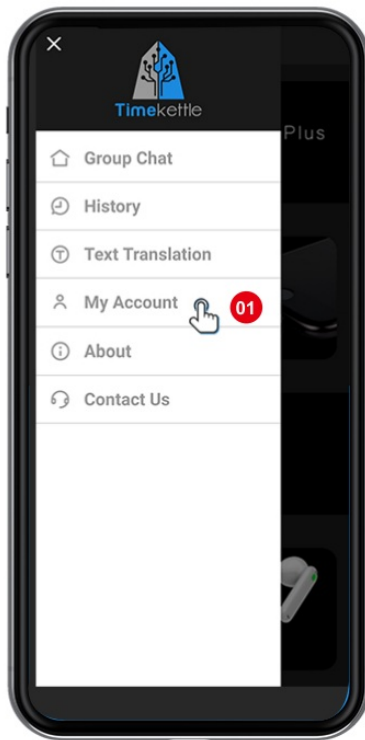 Timekettle
Plus
Group Chat
History
T Text Translation
My Account
01
i About
Contact Us